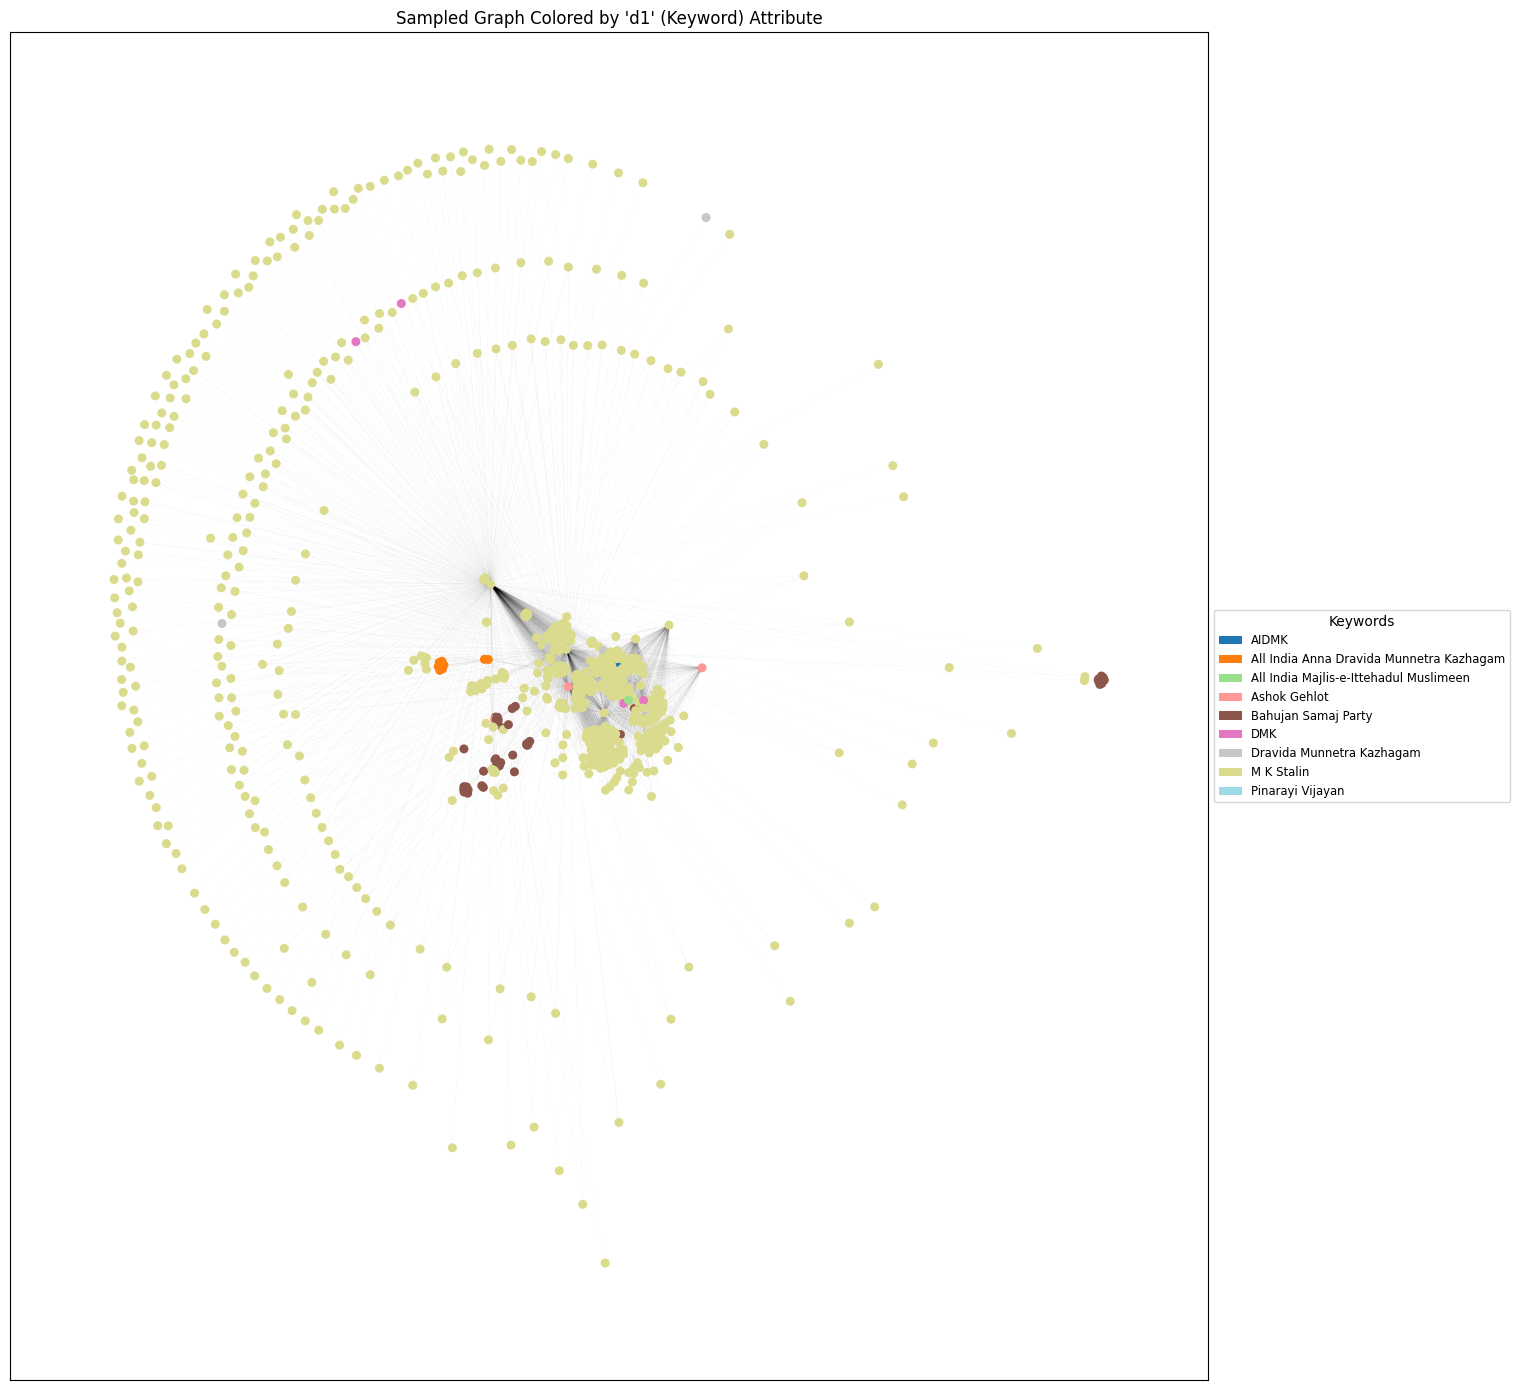 Sampled Graph Colored by 'd1' (Keyword) Attribute
Keywords
AIDMK
All India Anna Dravida Munnetra Kazhagam
All India Majlis-e-Ittehadul Muslimeen
Ashok Gehlot
Bahujan Samaj Party
DMK
Dravida Munnetra Kazhagam
M K Stalin
Pinarayi Vijayan